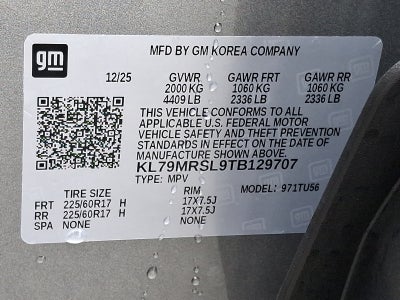 gm
MFD BY GM KOREA COMPANY
12/25 GVWR GAWR FRT GAWR RR
2000 KG 1060 KG 1060 KG
4409 LB 2336 LB 2336 LB
THIS VEHICLE CONFORMS TO ALL
APPLICABLE U.S. FEDERAL MOTOR
VEHICLE SAFETY AND THEFT PREVENTION
STANDARDS IN EFFECT ON THE DATE OF
MANUFACTURE SHOWN ABOVE.
KL79MRSL9TB129707
TYPE: MPV MODEL: 971TU56
TIRE SIZE RIM
FRT 225/60R17 H 17X7.5J
RR 225/60R17 H 17X7.5J
SPA NONE NONE